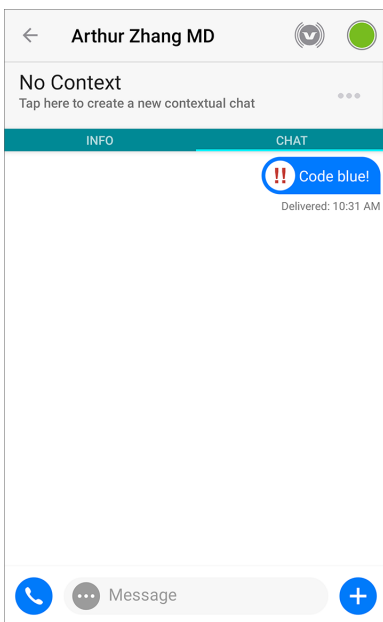 Arthur Zhang MD
No Context
Tap here to create a new contextual chat
INFO CHAT
!! Code blue!
Delivered: 10:31 AM
Message